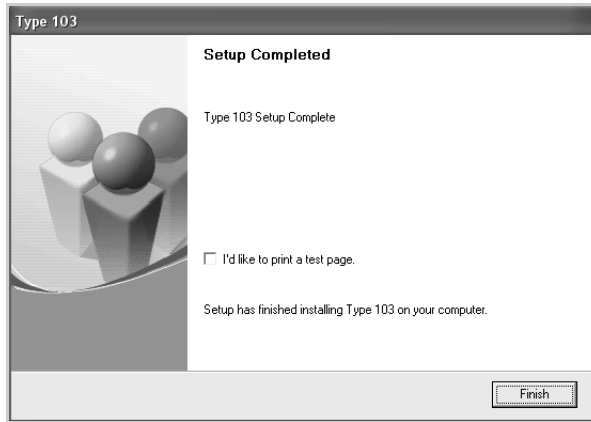 Type 103
Setup Completed
Type 103 Setup Complete
I'd like to print a test page.
Setup has finished installing Type 103 on your computer.
Finish